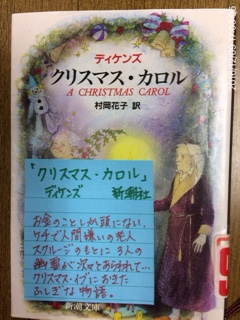 ディケンズ
クリスマス・カロル
A CHRISTMAS CAROL
村岡花子 訳
「クリスマス・カロル」
ディケンズ 新潮社
お金のことしか頭にない、
ケチで人間嫌いの老人
スクルージのもとに3人の
幽霊が次々とあらわれて…
クリスマス・イブにおきた
ふしぎな物語。
新潮文庫